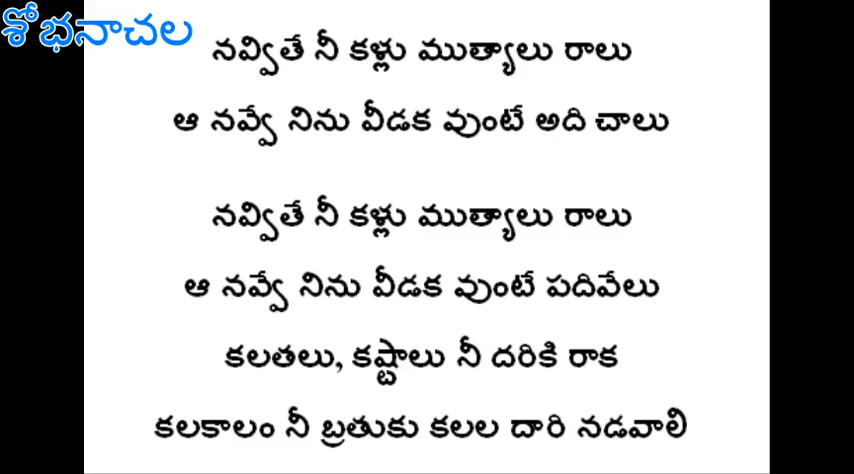 శోభనాచల
నవ్వితే నీ కళ్లు ముత్యాలు రాలు
ఆ నవ్వే నిను వీడక వుంటే అది చాలు
నవ్వితే నీ కళ్లు ముత్యాలు రాలు
ఆ నవ్వే నిను వీడక వుంటే పదివేలు
కలతలు, కష్టాలు నీ దరికి రాక
కలకాలం నీ బ్రతుకు కలల దారి నడవాలి